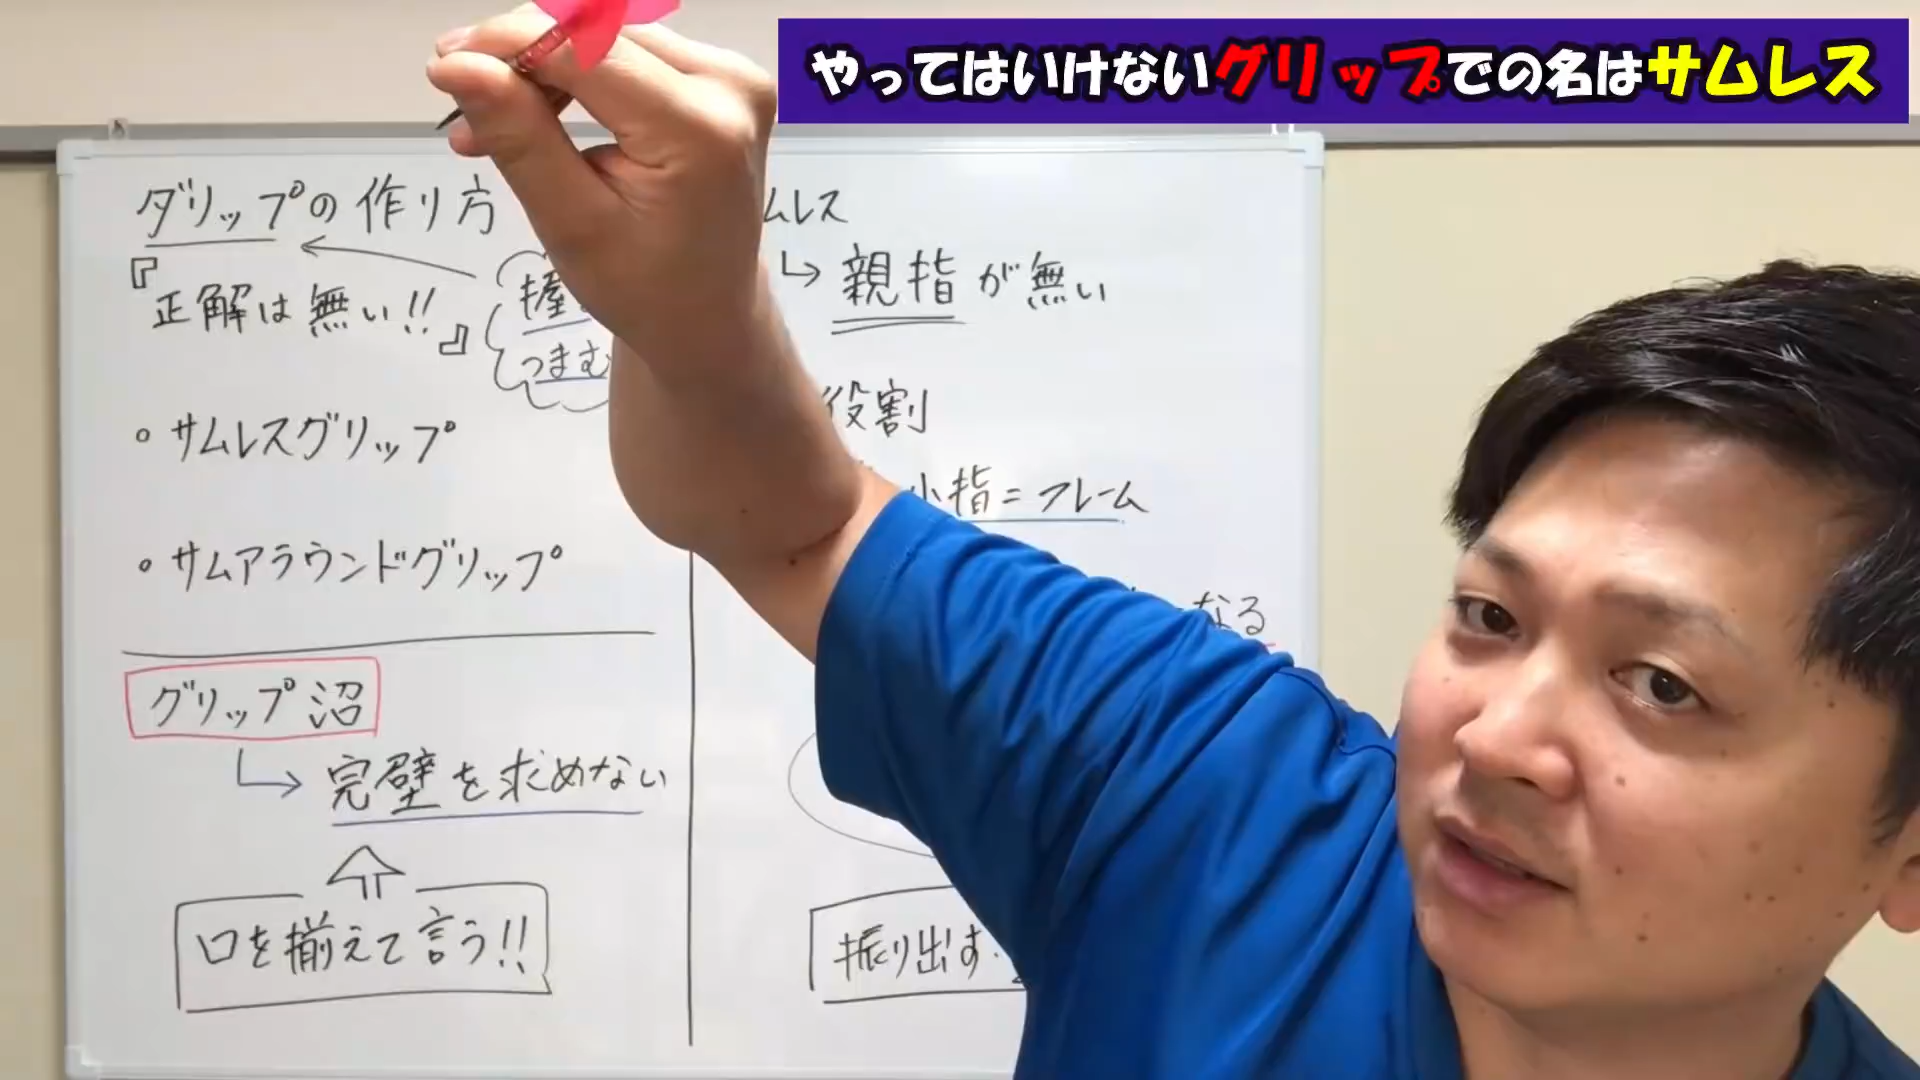 やってはいけないグリップでの名はサムレス
グリップの作り方
『正解は無い!!』
握
つまむ
・サムレスグリップ
・サムアラウンドグリップ
グリップ沼
↳ 完璧を求めない
口を揃えて言う!!
ムレス
↳ 親指が無い
役割
小指=フレーム
なる
振り出す